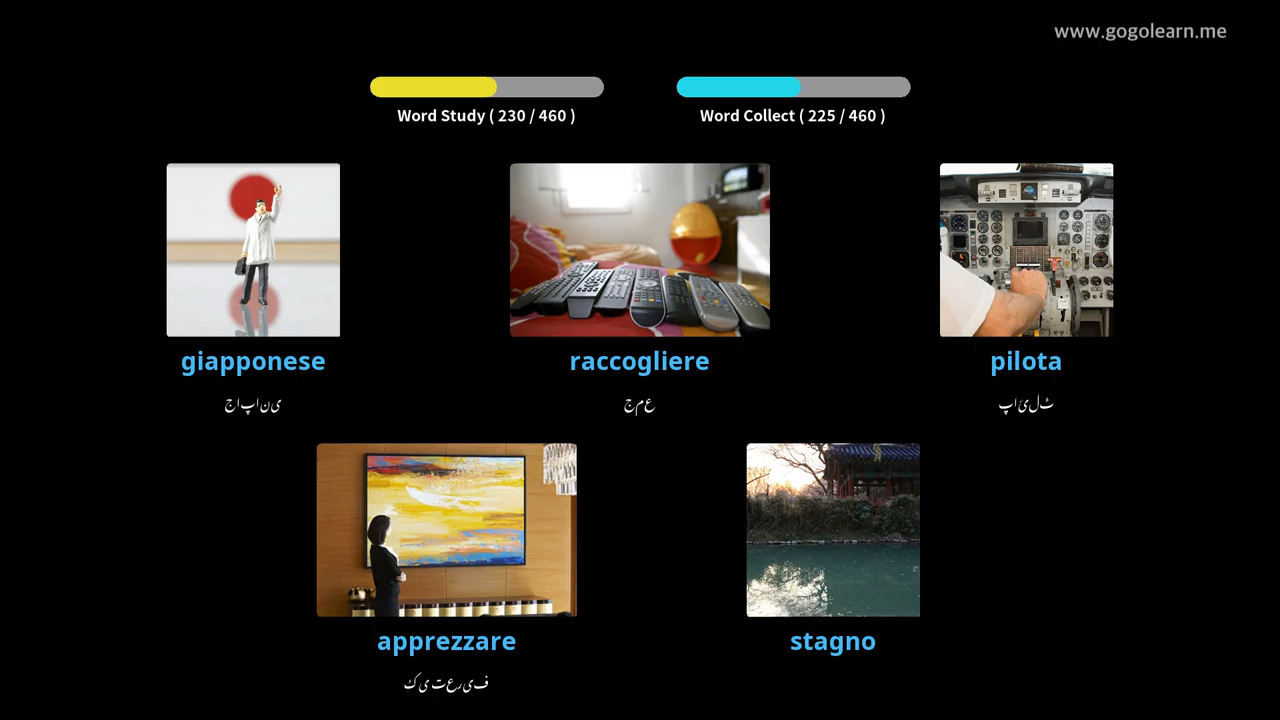 www.gogolearn.me
Word Study ( 230 / 460 )
Word Collect ( 225 / 460 )
giapponese
raccogliere
pilota
جاپانی
جمع
پائلٹ
apprezzare
stagno
کی تعریف